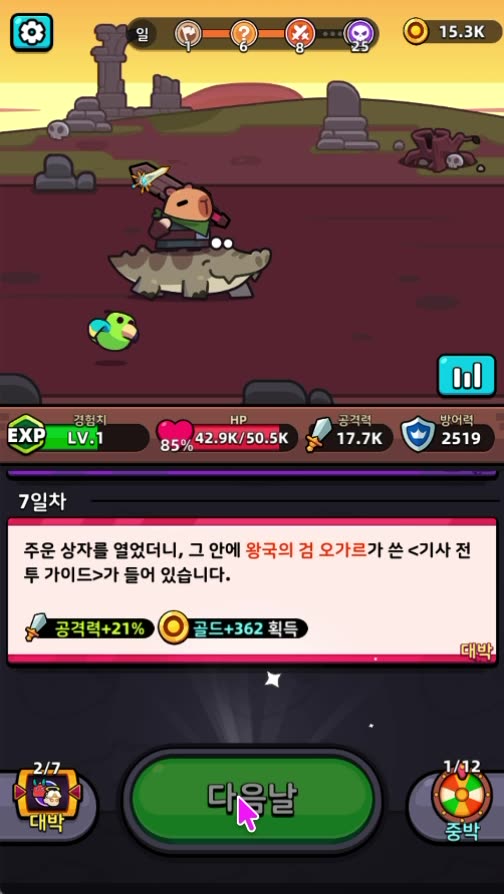 일
1
6
8
25
15.3K
경험치
EXP LV.1
HP
85% 42.9K/50.5K
공격력
17.7K
방어력
2519
7일차
주운 상자를 열었더니, 그 안에 왕국의 검 오가르가 쓴 <기사 전
투 가이드>가 들어 있습니다.
공격력+21% 골드+362 획득
대박
2/7
대박
다음날
1/12
중박